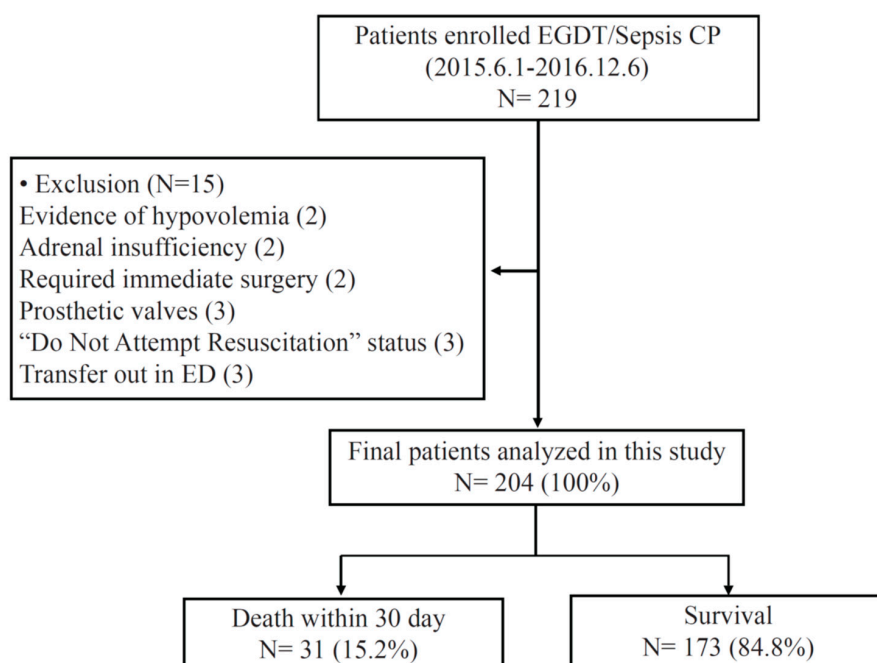 Patients enrolled EGDT/Sepsis CP
(2015.6.1-2016.12.6)
N= 219
• Exclusion (N=15)
Evidence of hypovolemia (2)
Adrenal insufficiency (2)
Required immediate surgery (2)
Prosthetic valves (3)
“Do Not Attempt Resuscitation” status (3)
Transfer out in ED (3)
Final patients analyzed in this study
N= 204 (100%)
Death within 30 day
N= 31 (15.2%)
Survival
N= 173 (84.8%)